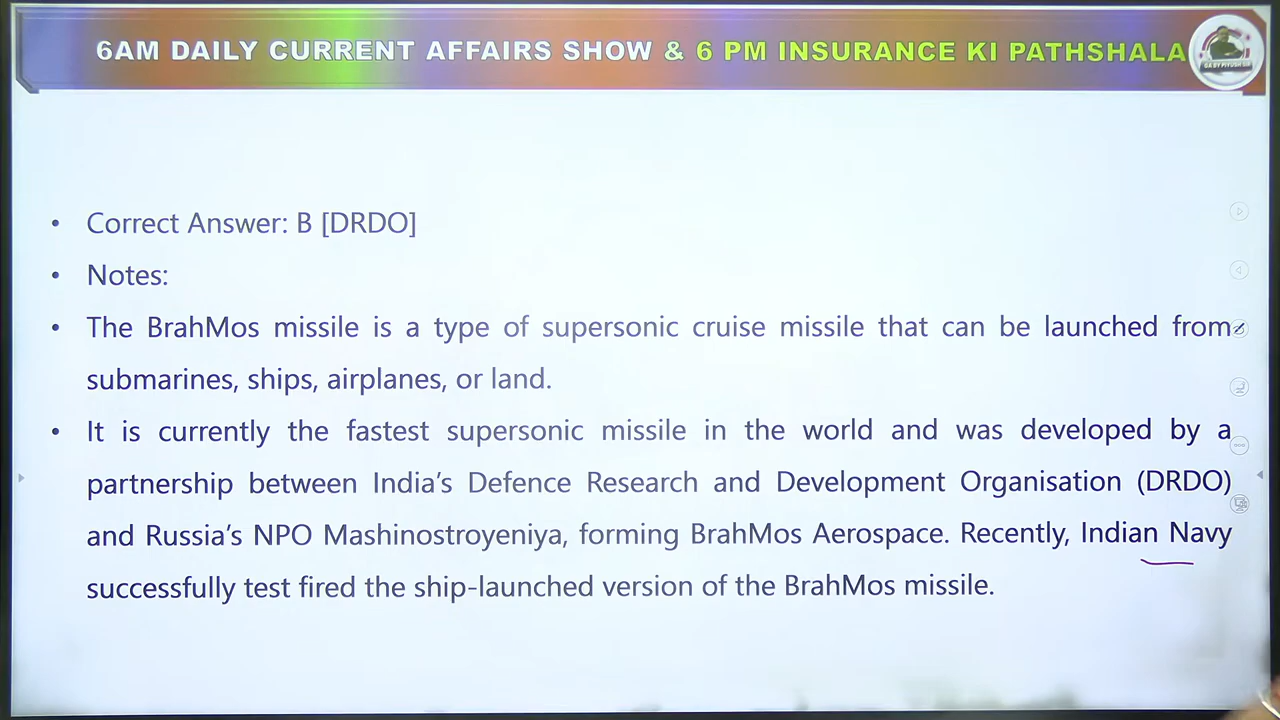 6AM DAILY CURRENT AFFAIRS SHOW & 6 PM INSURANCE KI PATHSHALA
• Correct Answer: B [DRDO]
• Notes:
• The BrahMos missile is a type of supersonic cruise missile that can be launched from
submarines, ships, airplanes, or land.
• It is currently the fastest supersonic missile in the world and was developed by a
partnership between India's Defence Research and Development Organisation (DRDO)
and Russia's NPO Mashinostroyeniya, forming BrahMos Aerospace. Recently, Indian Navy
successfully test fired the ship-launched version of the BrahMos missile.